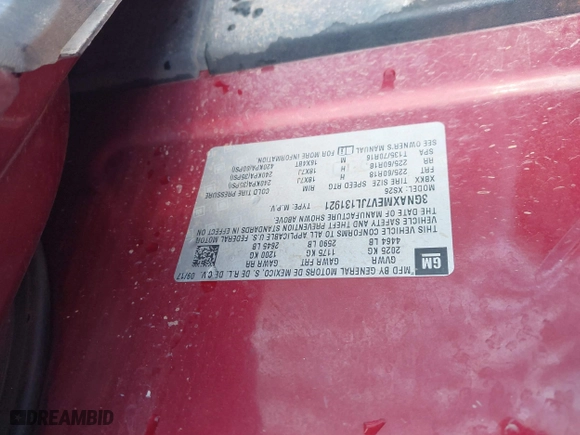 GM
*MFD BY GENERAL MOTORS DE MEXICO, S. DE R.L. DE C.V. 09/17
GVWR GAWR FRT GAWR RR
2025 KG 1175 KG 1200 KG
4464 LB 2590 LB 2645 LB
THIS VEHICLE CONFORMS TO ALL APPLICABLE U.S. FEDERAL MOTOR
VEHICLE SAFETY AND THEFT PREVENTION STANDARDS IN EFFECT ON
THE DATE OF MANUFACTURE SHOWN ABOVE.
3GNAXMEV7JL131921 TYPE: M.P.V.
MODEL: XS26
XBKX TIRE SIZE SPEED RTG RIM COLD TIRE PRESSURE
FRT 225/60R18 H 18X7J 240KPA(35PSI)
RR 225/60R18 H 18X7J 240KPA(35PSI)
SPA T135/70R16 M 16X4BT 420KPA(60PSI)
SEE OWNER'S MANUAL FOR MORE INFORMATION
DREAMBID